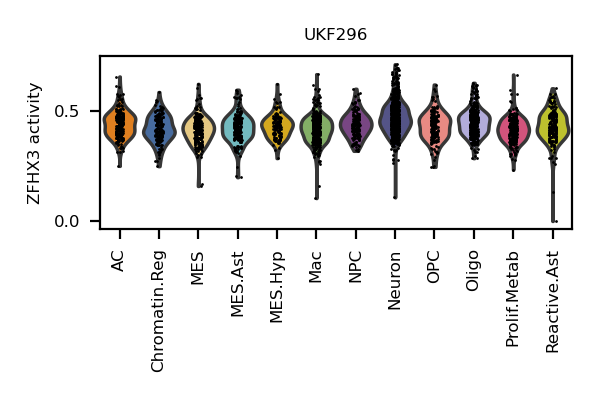 UKF296
ZFHX3 activity
0.5
0.0
AC
Chromatin.Reg
MES
MES.Ast
MES.Hyp
Mac
NPC
Neuron
OPC
Oligo
Prolif.Metab
Reactive.Ast